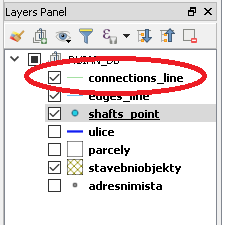 Layers Panel
RUIAN_DB
connections_line
edges_line
shafts_point
ulice
parcely
stavebniobjekty
adresnimista